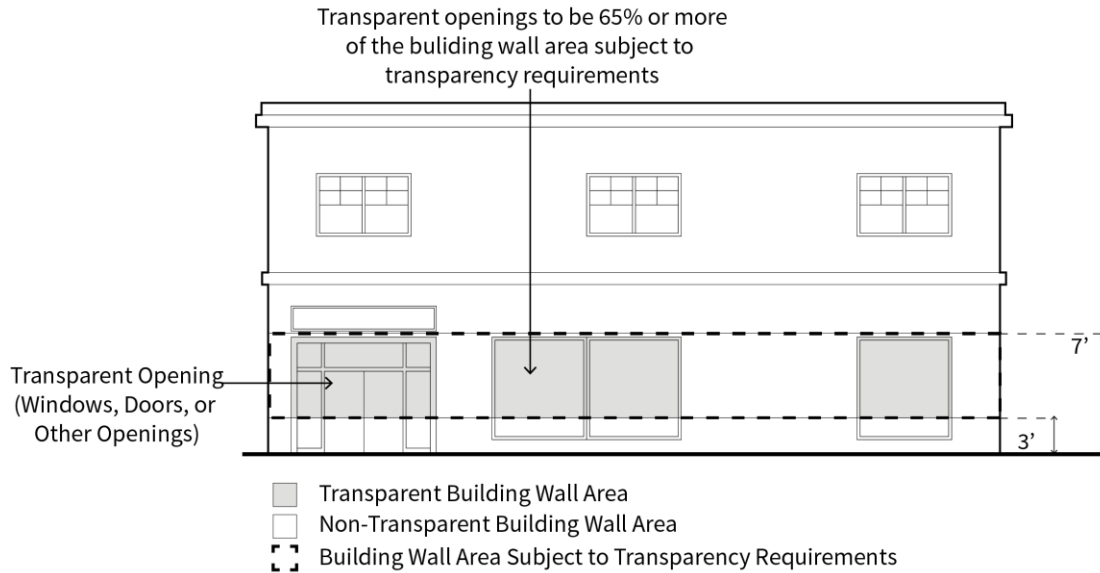 Transparent openings to be 65% or more
of the buliding wall area subject to
transparency requirements
7’
Transparent Opening
(Windows, Doors, or
Other Openings)
3’
Transparent Building Wall Area
Non-Transparent Building Wall Area
Building Wall Area Subject to Transparency Requirements